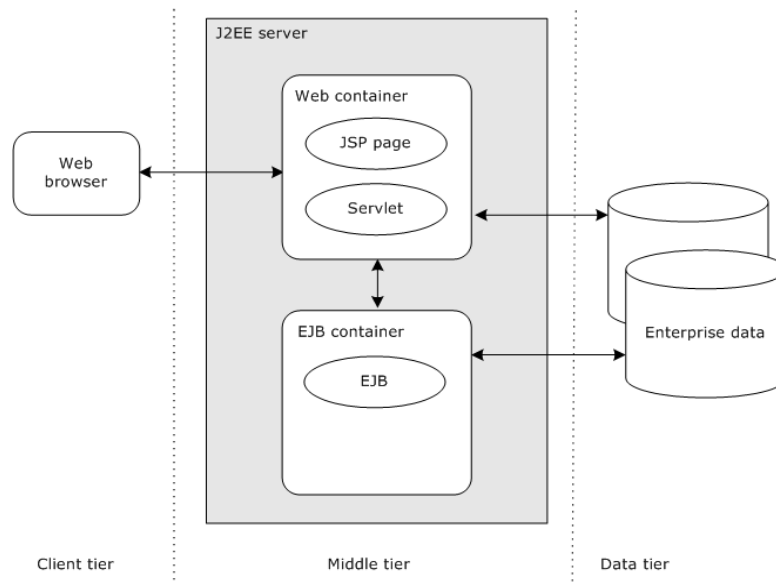 J2EE server
Web container
JSP page
Web
browser
Servlet
EJB container
Enterprise data
EJB
Client tier
Middle tier
Data tier